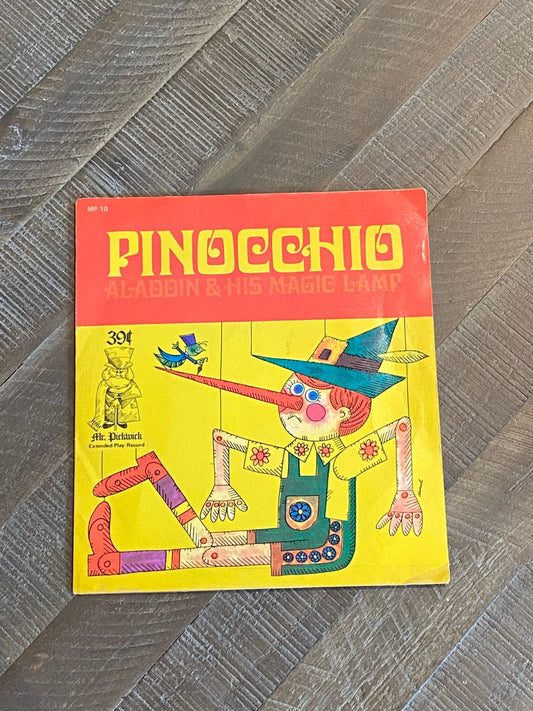 MP-10
PINOCCHIO
ALADDIN & HIS MAGIC LAMP
39¢
Mr. Pickwick
Extended Play Record